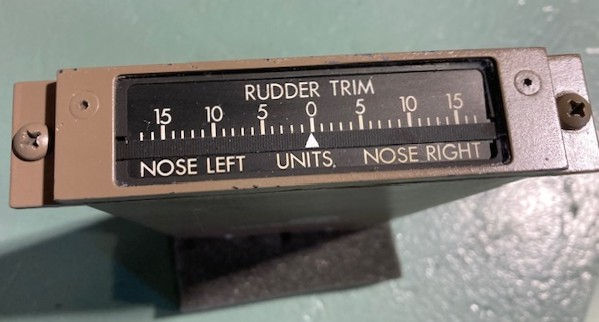 RUDDER TRIM
15 10 5 0 5 10 15
NOSE LEFT UNITS NOSE RIGHT